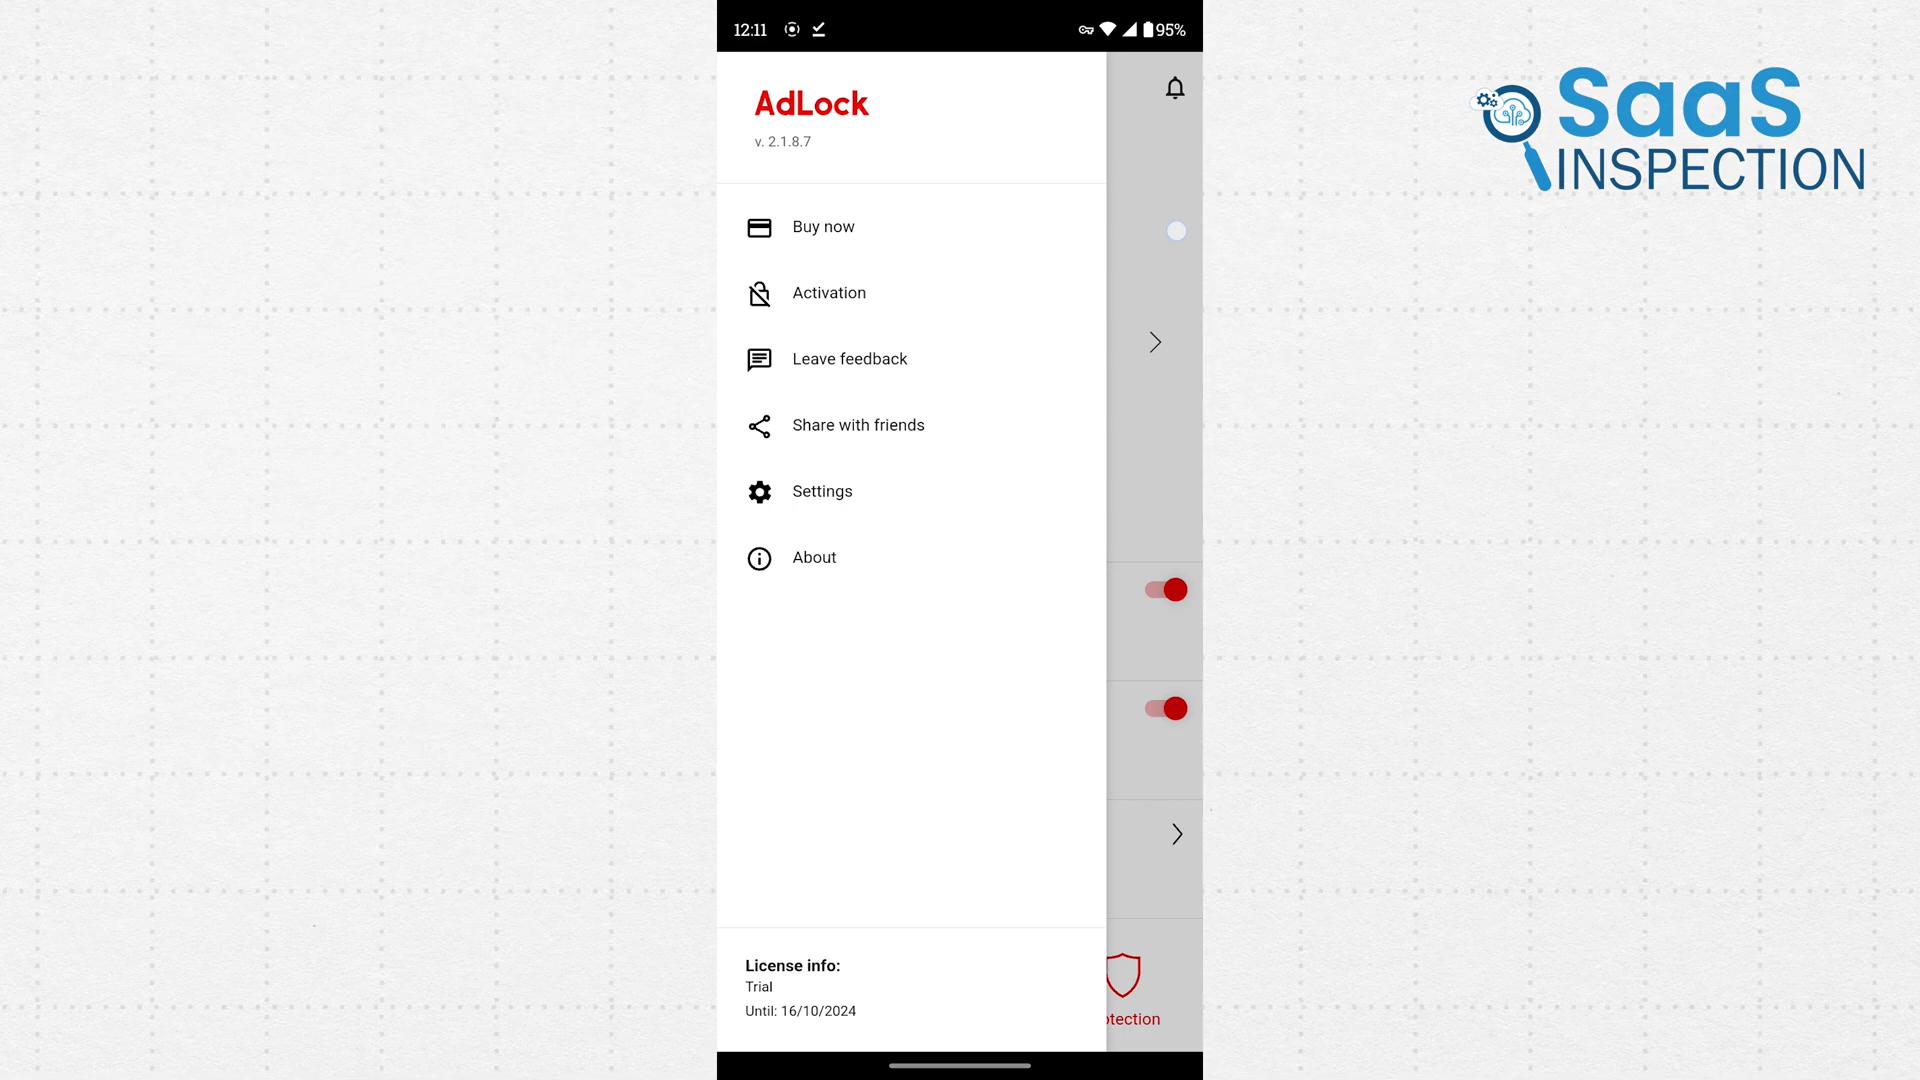 12:11
95%
AdLock
v. 2.1.8.7
Buy now
Activation
Leave feedback
Share with friends
Settings
About
License info:
Trial
Until: 16/10/2024
otection
SaaS
INSPECTION